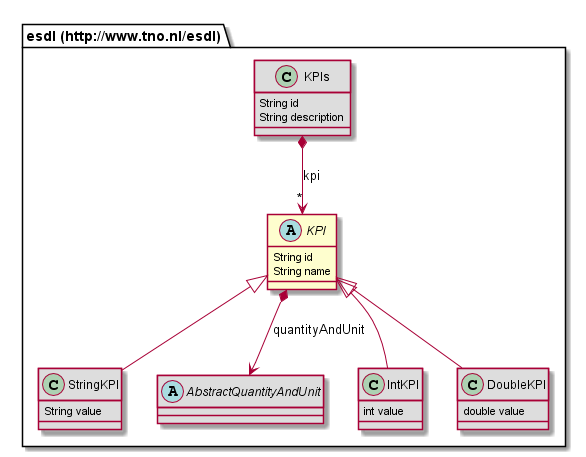 esdl (http://www.tno.nl/esdl)
C KPIs
String id
String description
kpi
*
A KPI
String id
String name
quantityAndUnit
C StringKPI
String value
A AbstractQuantityAndUnit
C IntKPI
int value
C DoubleKPI
double value